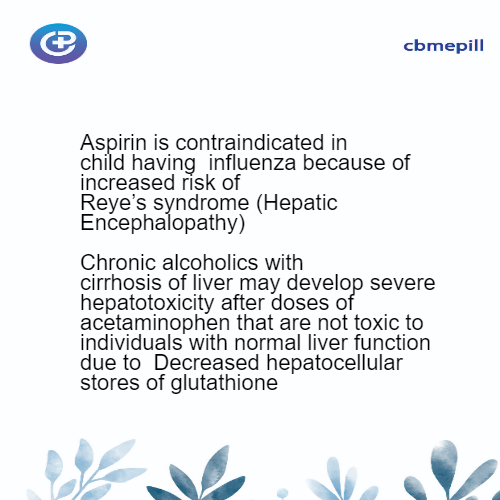 cbmepill
Aspirin is contraindicated in
child having  influenza because of
increased risk of
Reye’s syndrome (Hepatic
Encephalopathy)
Chronic alcoholics with
cirrhosis of liver may develop severe
hepatotoxicity after doses of
acetaminophen that are not toxic to
individuals with normal liver function
due to  Decreased hepatocellular
stores of glutathione